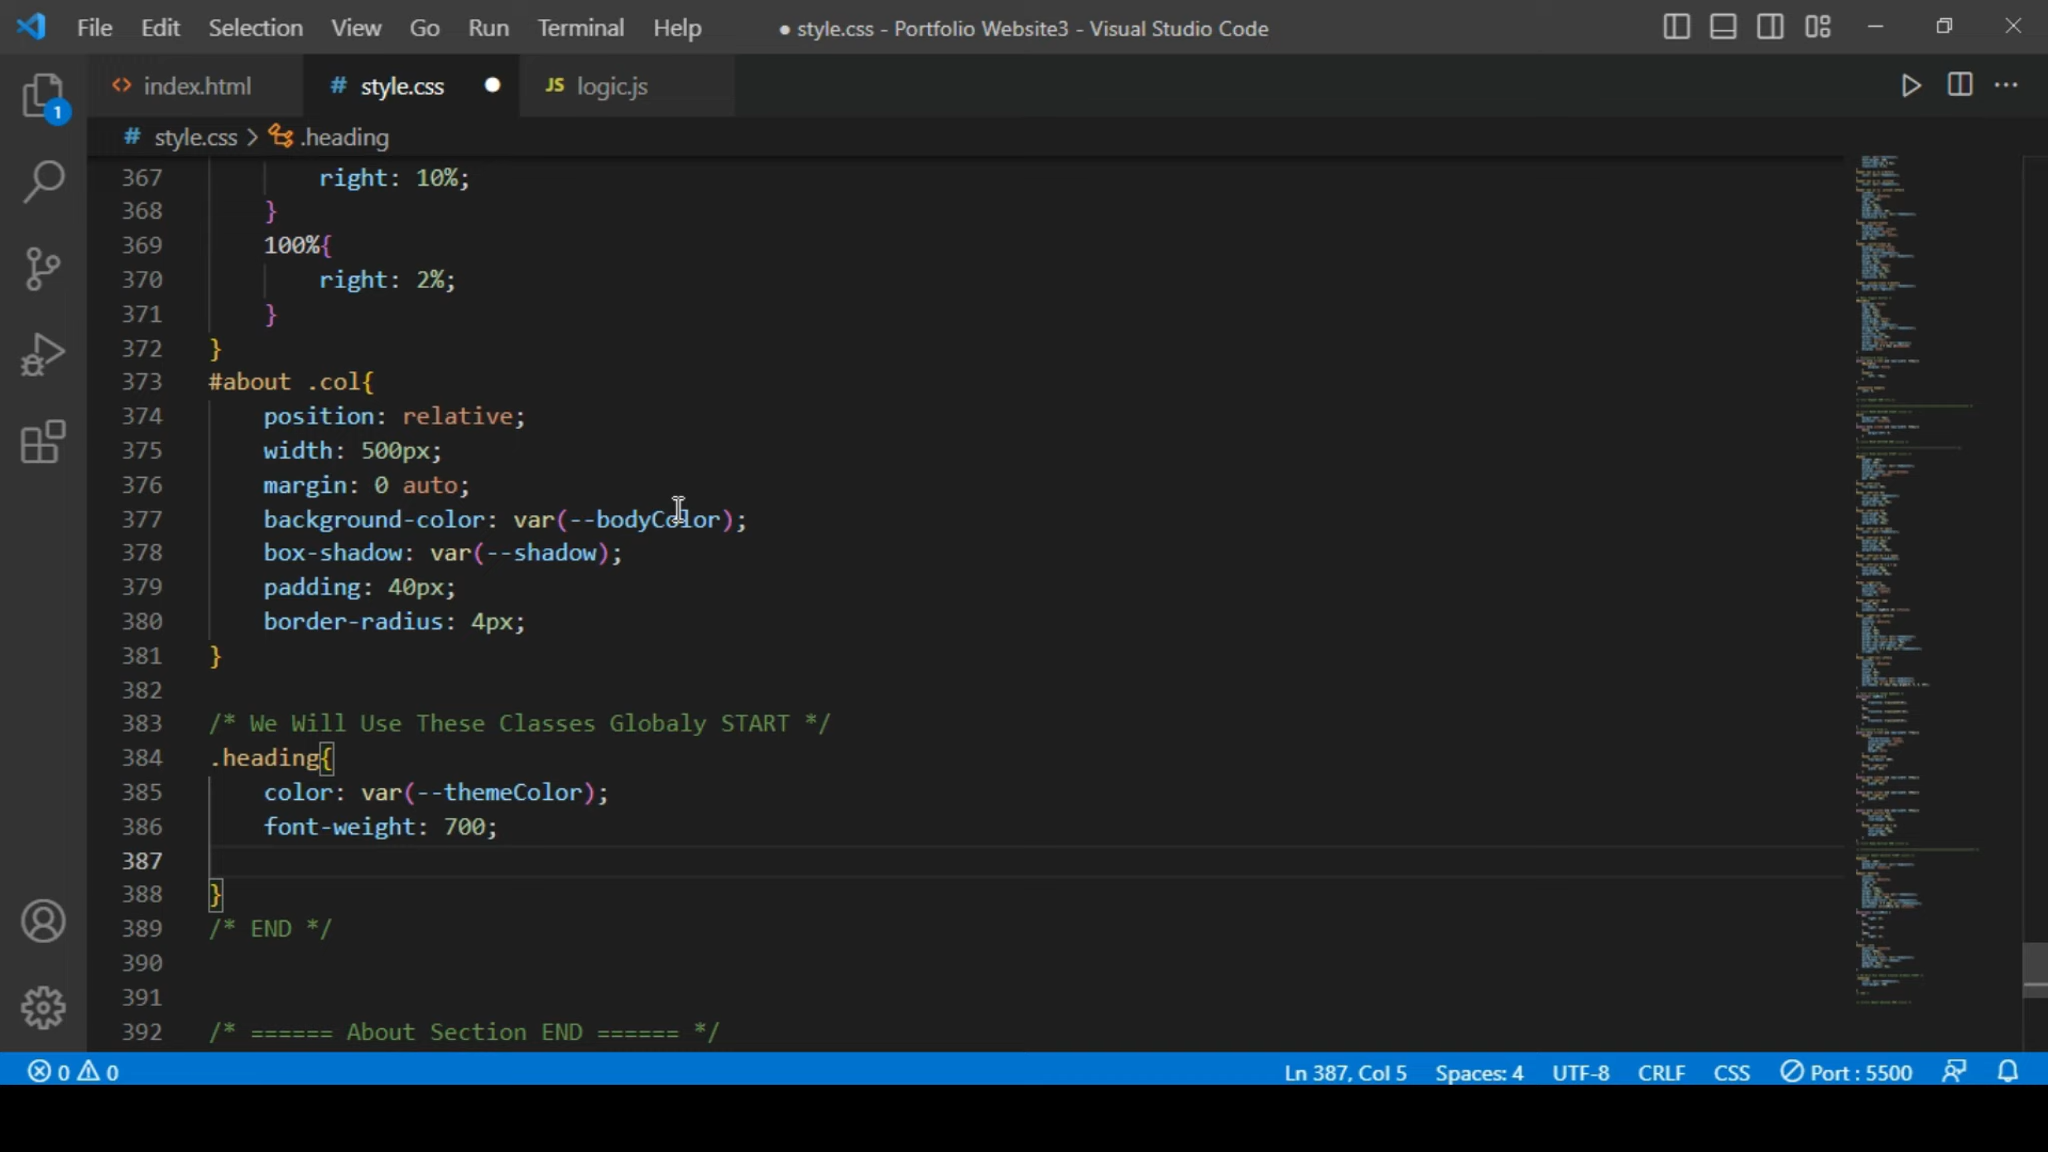 File Edit Selection View Go Run Terminal Help ● style.css - Portfolio Website3 - Visual Studio Code
<> index.html # style.css ● JS logic.js
# style.css > .heading
367 right: 10%;
368 }
369 100%{
370 right: 2%;
371 }
372 }
373 #about .col{
374 position: relative;
375 width: 500px;
376 margin: 0 auto;
377 background-color: var(--bodyColor);
378 box-shadow: var(--shadow);
379 padding: 40px;
380 border-radius: 4px;
381 }
382
383 /* We Will Use These Classes Globaly START */
384 .heading{
385 color: var(--themeColor);
386 font-weight: 700;
387
388 }
389 /* END */
390
391
392 /* ====== About Section END ====== */
1
0 0 Ln 387, Col 5 Spaces: 4 UTF-8 CRLF CSS Port : 5500